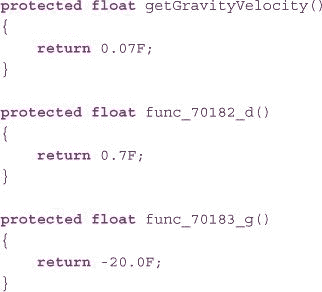 protected float getGravityVelocity()
{
    return 0.07F;
}
protected float func_70182_d()
{
    return 0.7F;
}
protected float func_70183_g()
{
    return -20.0F;
}